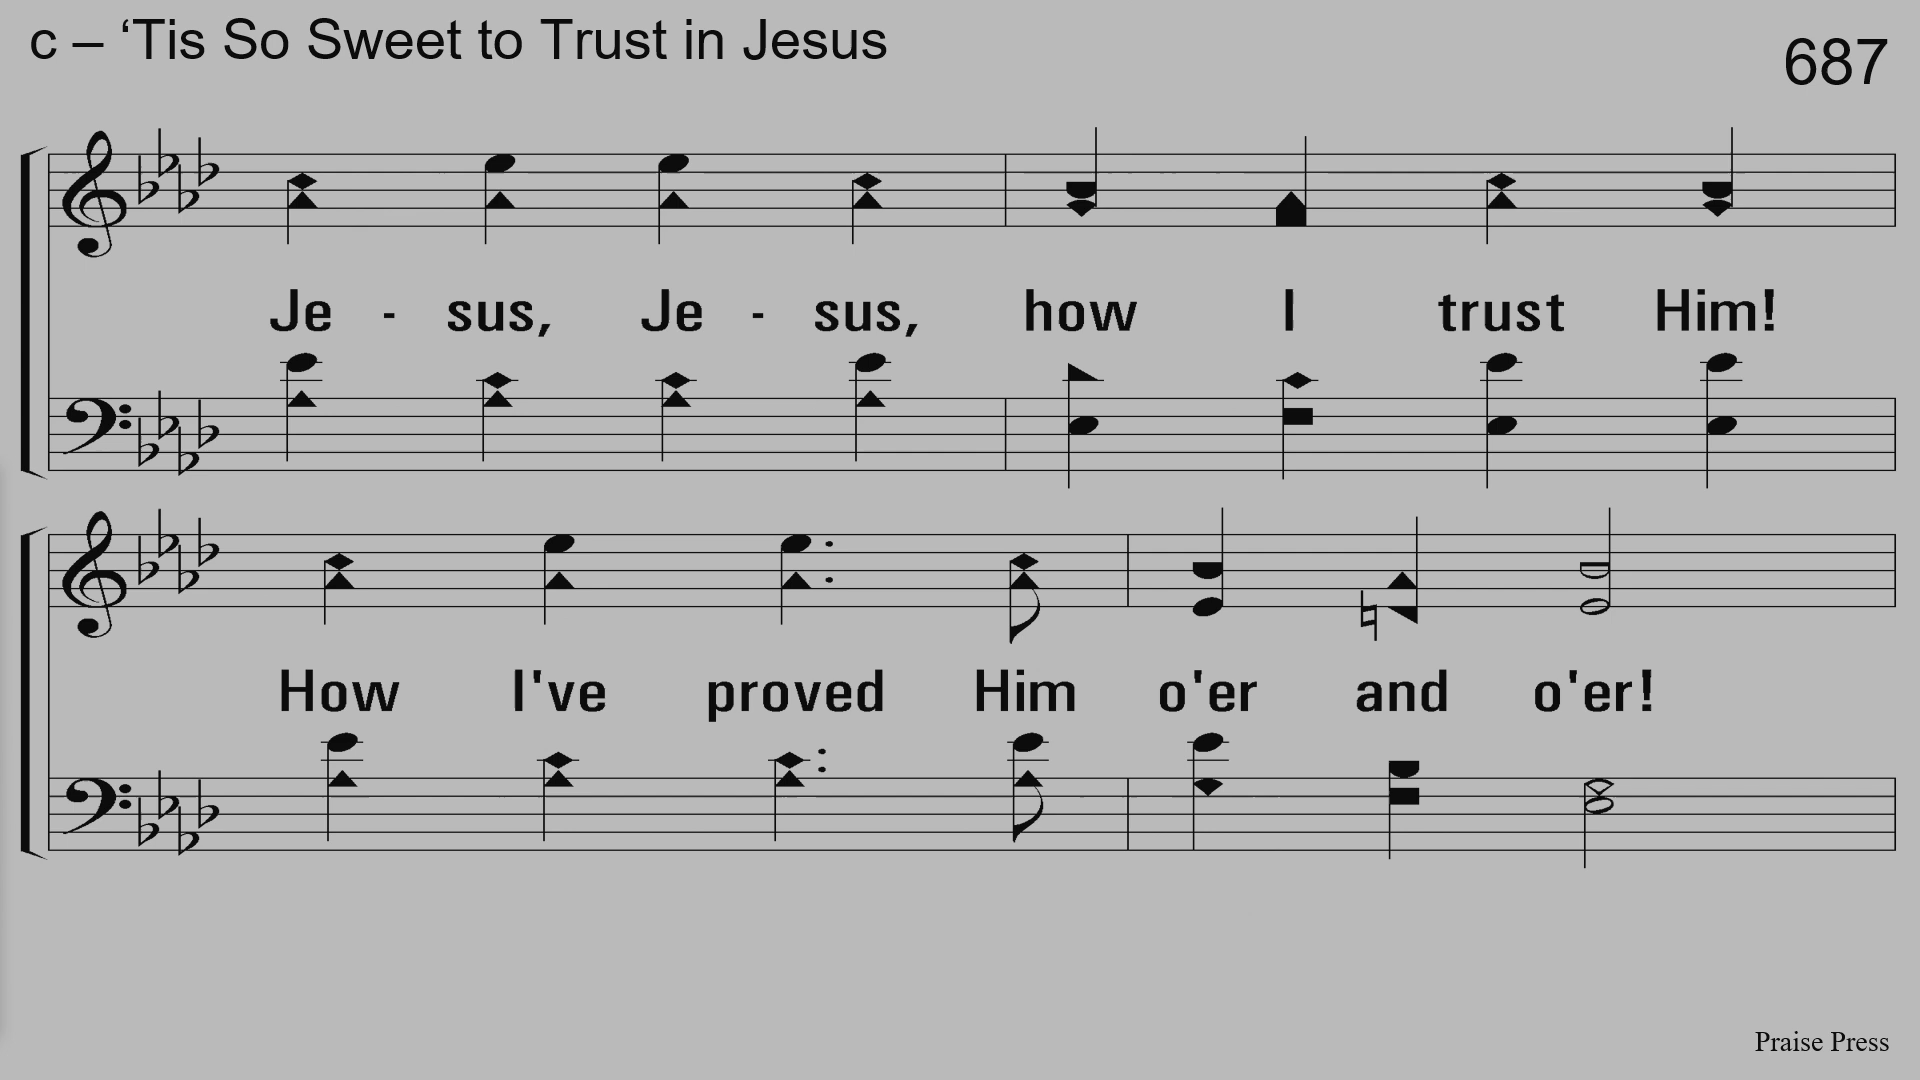 c – ‘Tis So Sweet to Trust in Jesus
687
Je - sus, Je - sus, how I trust Him!
How I've proved Him o'er and o'er!
Praise Press